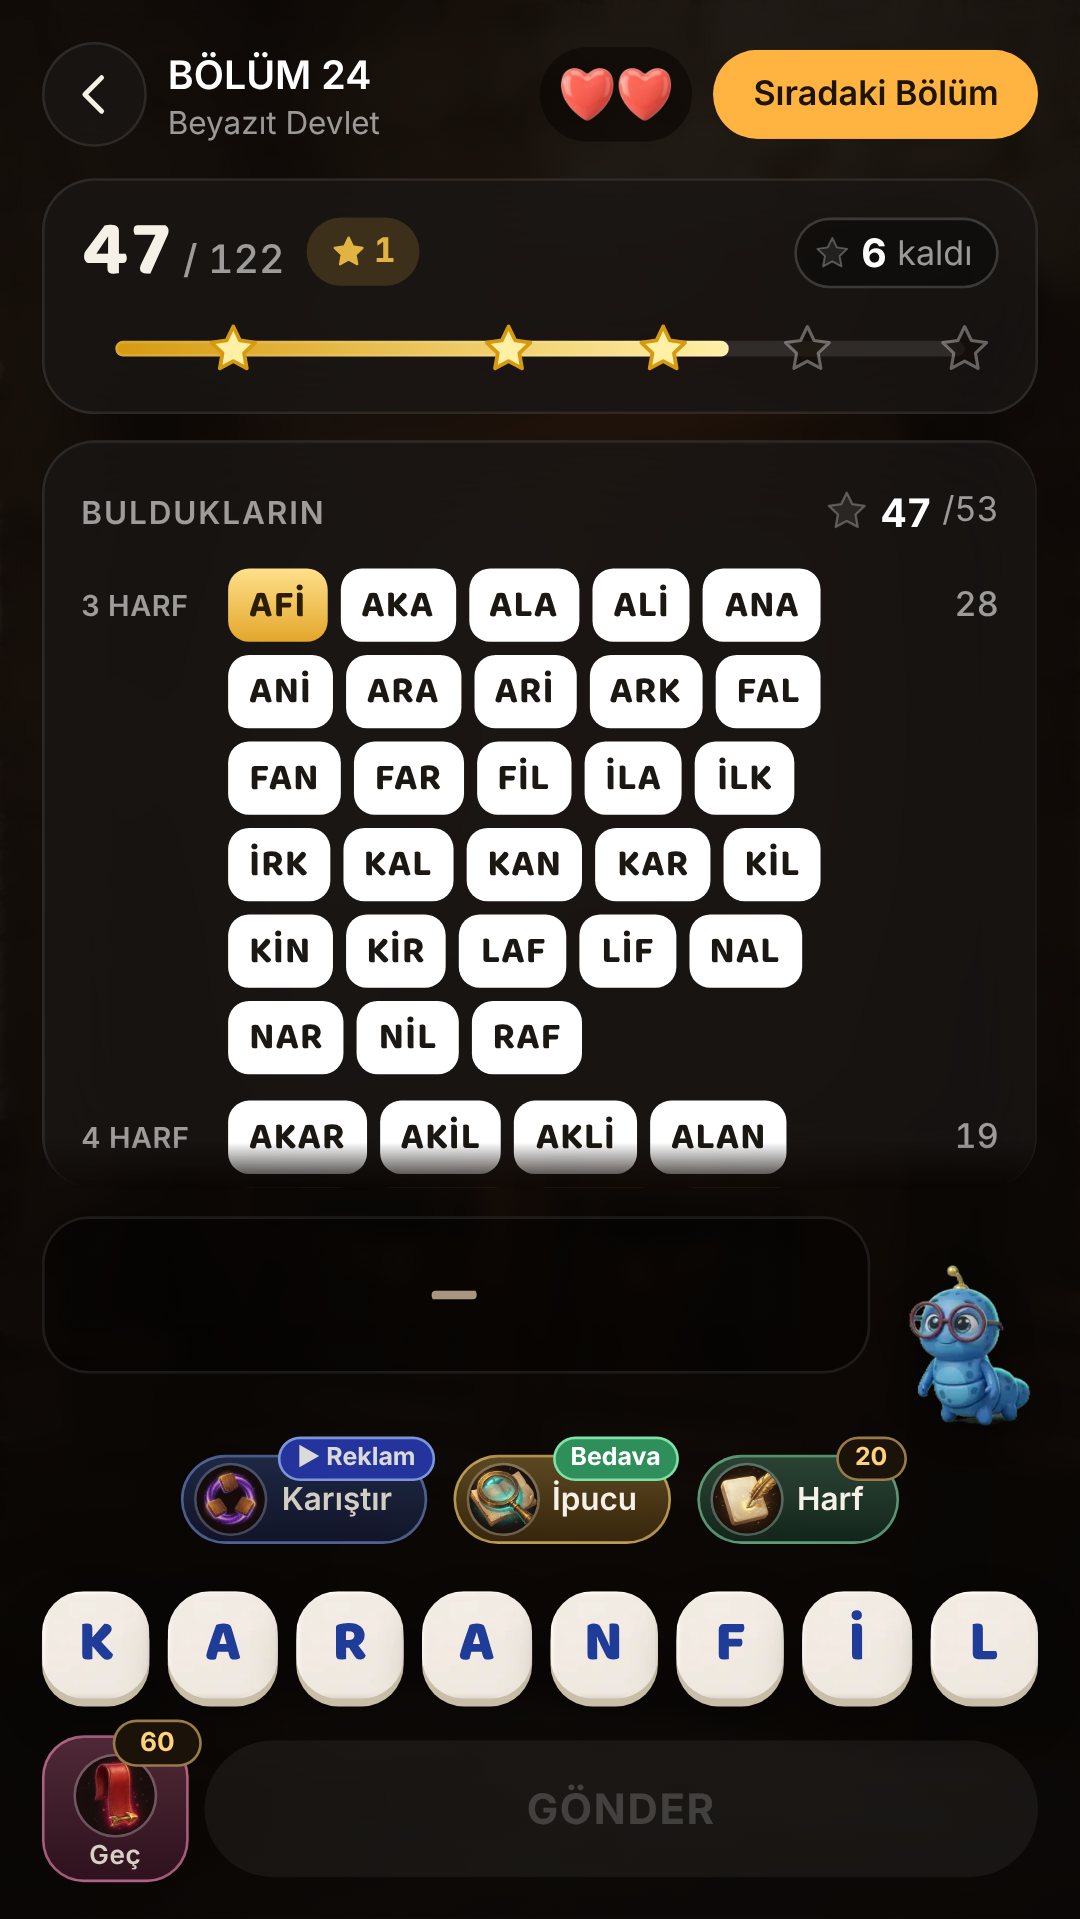 BÖLÜM 24
Beyazıt Devlet
Sıradaki Bölüm
47 / 122
1
6 kaldı
BULDUKLARIN
47 /53
3 HARF
AFİ AKA ALA ALİ ANA
28
ANİ ARA ARİ ARK FAL
FAN FAR FİL İLA İLK
İRK KAL KAN KAR KİL
KİN KİR LAF LİF NAL
NAR NİL RAF
4 HARF
AKAR AKİL AKLİ ALAN
19
Reklam
Karıştır
Bedava
İpucu
20
Harf
K A R A N F İ L
60
Geç
GÖNDER